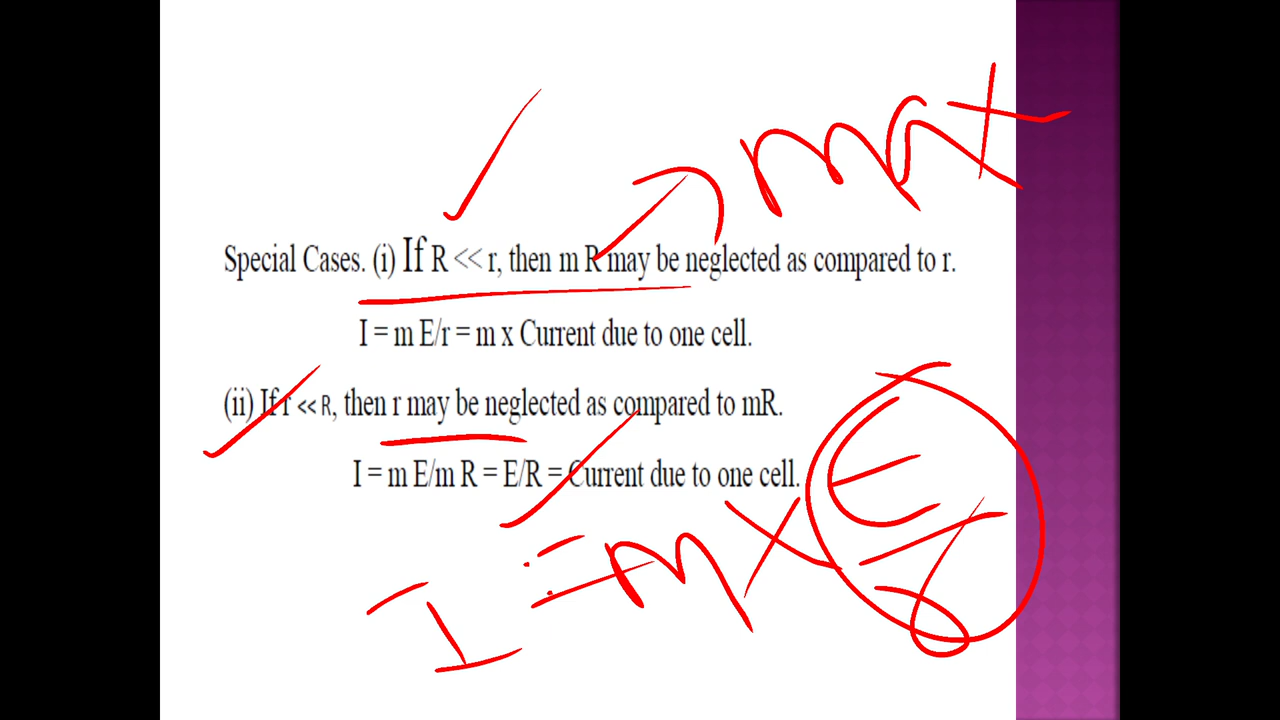 max
Special Cases. (i) If R << r, then m R may be neglected as compared to r.
I = m E/r = m x Current due to one cell.
(ii) If r << R, then r may be neglected as compared to mR.
I = m E/m R = E/R = Current due to one cell.
I = m x E/r